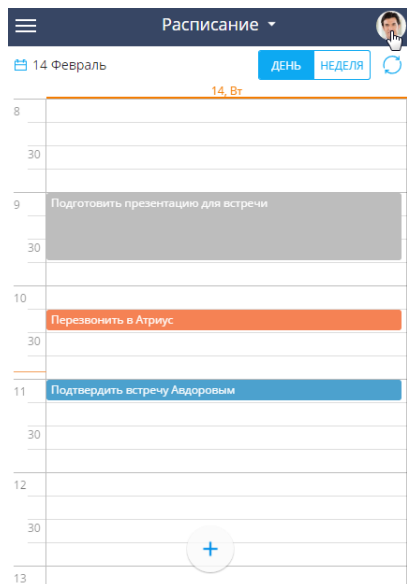 Расписание
14 Февраль
ДЕНЬ НЕДЕЛЯ
14, Вт
8
30
9
Подготовить презентацию для встречи
30
10
Перезвонить в Атриус
30
11
Подтвердить встречу Авдоровым
30
12
30
13